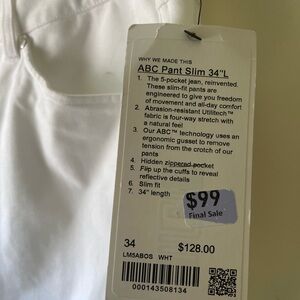 WHY WE MADE THIS
ABC Pant Slim 34"L
1. The 5-pocket jean, reinvented.
These slim-fit pants are
engineered to give you freedom
of movement and all-day comfort
2. Abrasion-resistant Utilitech™
fabric is four-way stretch with
a natural feel
3. Our ABC™ technology uses an
ergonomic gusset to remove
tension from the crotch of our
pants
4. Hidden zippered pocket
5. Flip up the cuffs to reveal
reflective details
6. Slim fit
7. 34" length
$99
Final Sale
34 $128.00
LM5ABOS WHT
000143508134